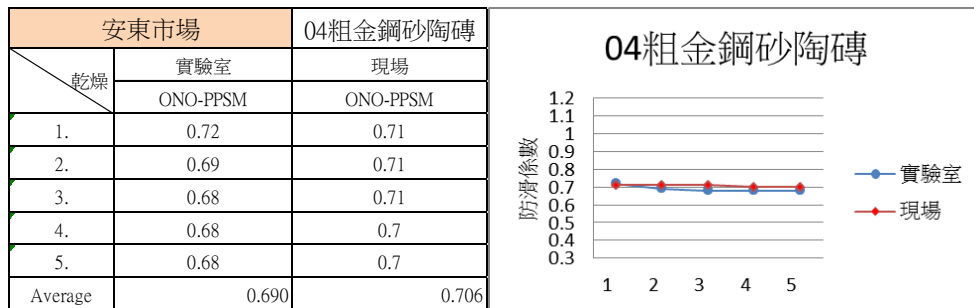 安東市場 04粗金鋼砂陶磚
乾燥 實驗室 現場
ONO-PPSM ONO-PPSM
1. 0.72 0.71
2. 0.69 0.71
3. 0.68 0.71
4. 0.68 0.7
5. 0.68 0.7
Average 0.690 0.706
04粗金鋼砂陶磚
防滑係數
1.2
1.1
1
0.9
0.8
0.7
0.6
0.5
0.4
0.3
1 2 3 4 5
實驗室
現場